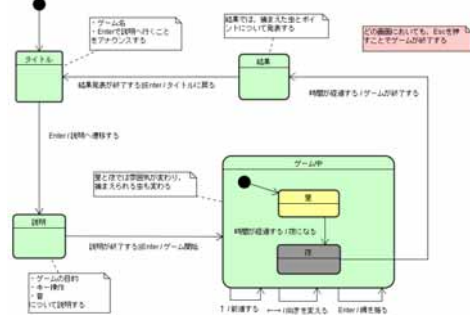 ・ゲーム名
・Enterで説明へ行くこと
をアナウンスする
結果では、捕まえた虫とポイ
ントについて発表する
どの画面においても、Escを押
すことでゲームが終了する
タイトル
結果
結果発表が終了する|Enter / タイトルに戻る
時間が経過する / ゲームが終了する
Enter / 説明へ遷移する
昼と夜では雰囲気が変わり、
捕まえられる虫も変わる
ゲーム中
昼
時間が経過する / 夜になる
説明
説明が終了する|Enter / ゲーム開始
夜
・ゲームの目的
・キー操作
・音
について説明する
↑ / 前進する
←→ / 向きを変える
Enter / 網を振る